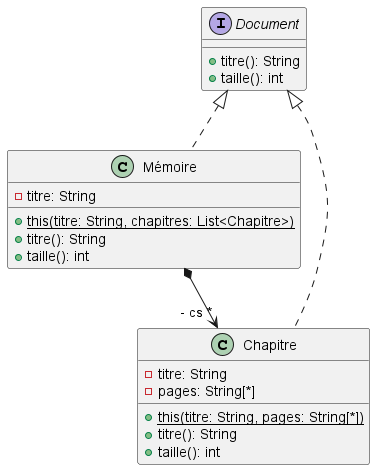 I Document
titre(): String
taille(): int
C Mémoire
titre: String
this(titre: String, chapitres: List<Chapitre>)
titre(): String
taille(): int
- cs *
C Chapitre
titre: String
pages: String[*]
this(titre: String, pages: String[*])
titre(): String
taille(): int